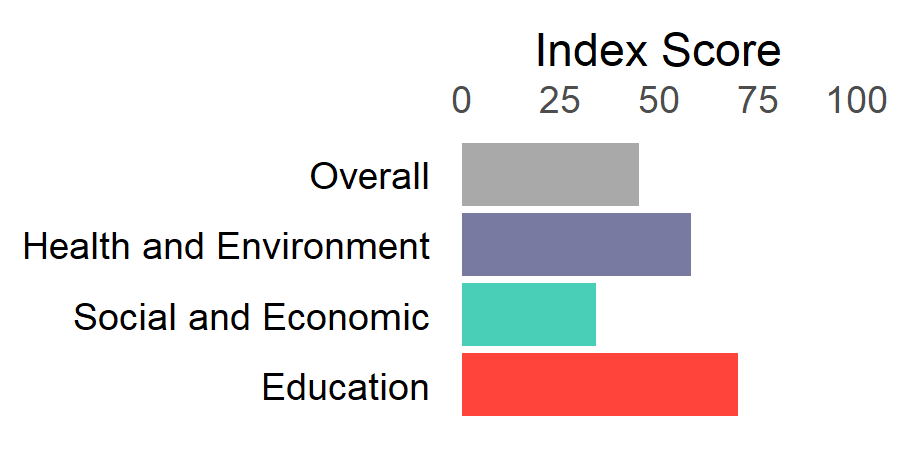 Index Score
0 25 50 75 100
Overall
Health and Environment
Social and Economic
Education